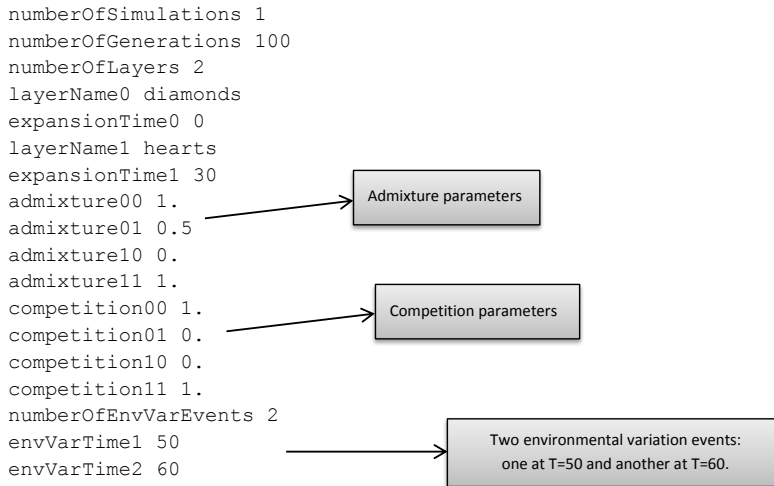 numberOfSimulations 1
numberOfGenerations 100
numberOfLayers 2
layerName0 diamonds
expansionTime0 0
layerName1 hearts
expansionTime1 30
admixture00 1.
admixture01 0.5
admixture10 0.
admixture11 1.
competition00 1.
competition01 0.
competition10 0.
competition11 1.
numberOfEnvVarEvents 2
envVarTime1 50
envVarTime2 60
Admixture parameters
Competition parameters
Two environmental variation events:
one at T=50 and another at T=60.